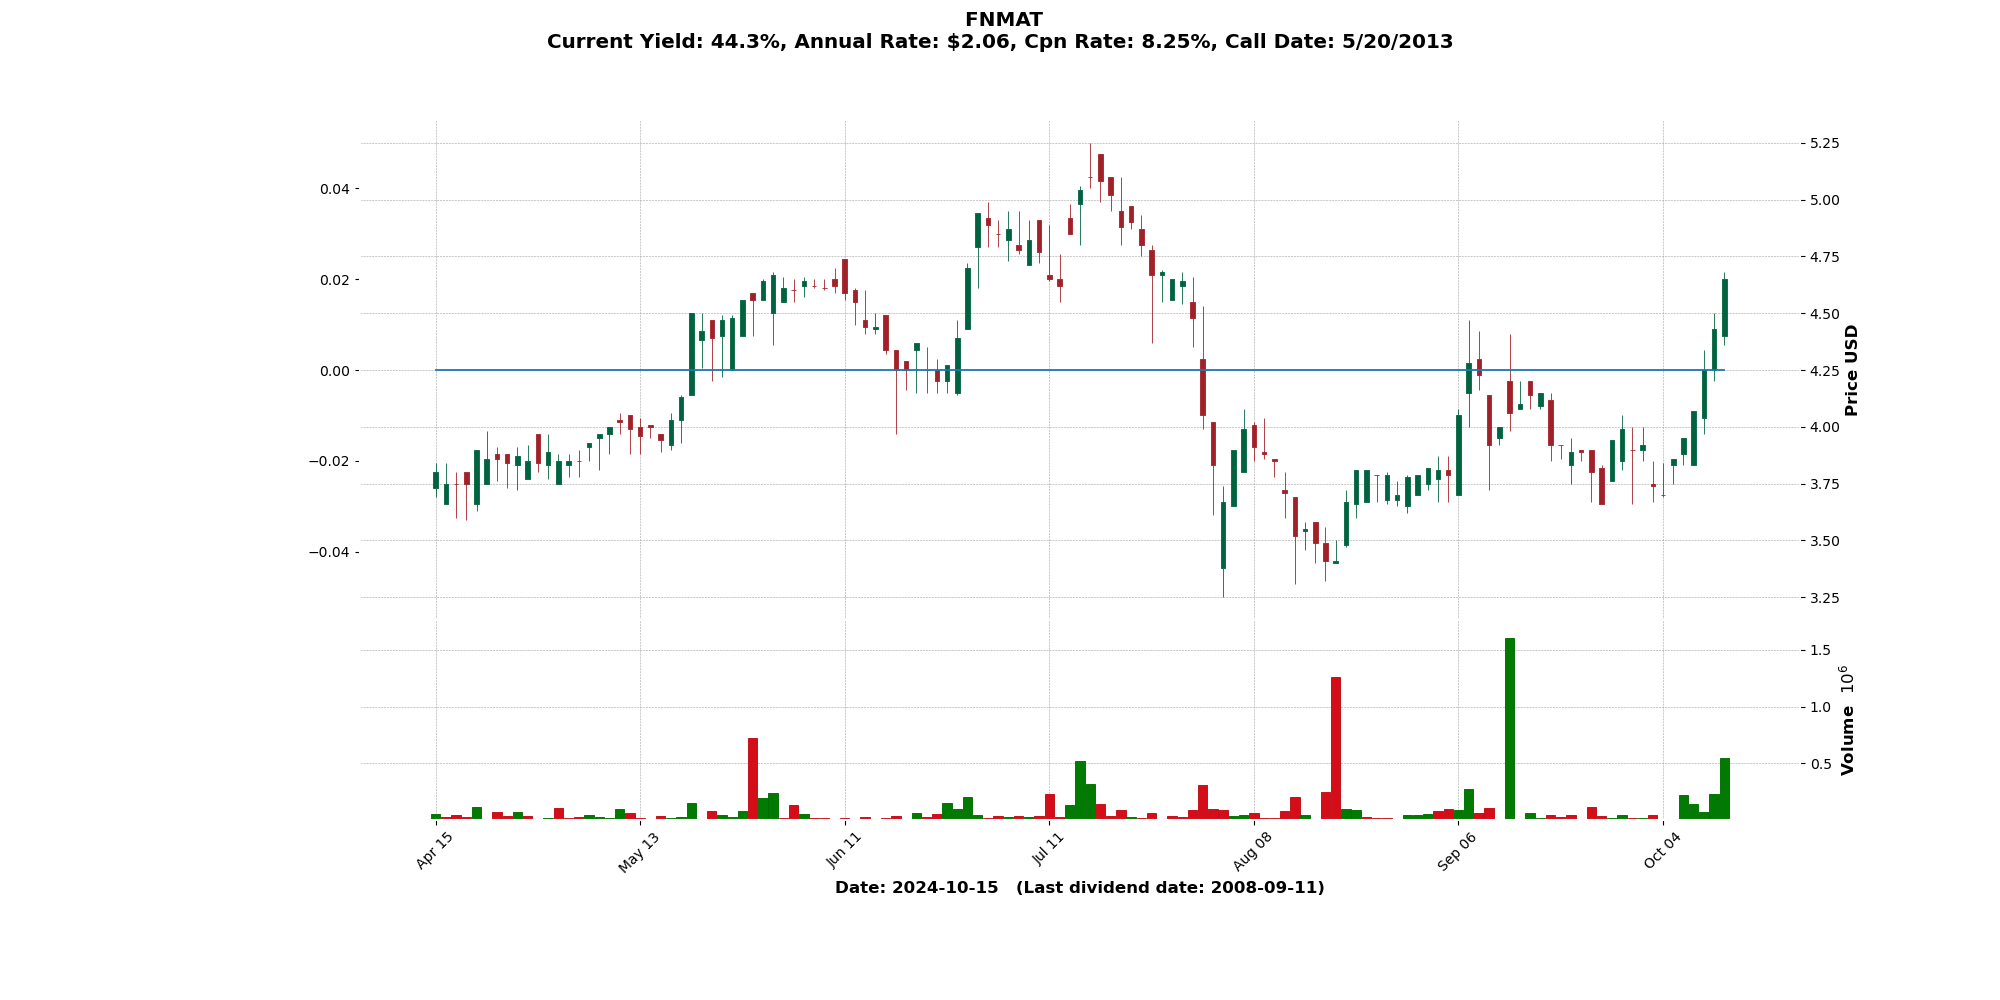 FNMAT
Current Yield: 44.3%, Annual Rate: $2.06, Cpn Rate: 8.25%, Call Date: 5/20/2013
0.04
0.02
0.00
−0.02
−0.04
5.25
5.00
4.75
4.50
4.25
4.00
3.75
3.50
3.25
Price USD
1.5
1.0
0.5
Volume 10^6
Apr 15
May 13
Jun 11
Jul 11
Aug 08
Sep 06
Oct 04
Date: 2024-10-15 (Last dividend date: 2008-09-11)